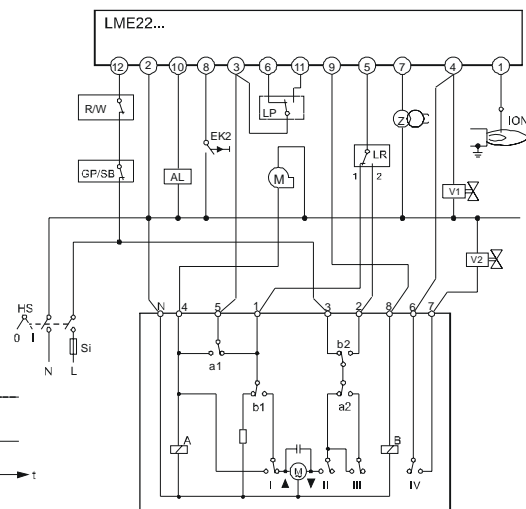 LME22...
12 2 10 8 3 6 11 9 5 7 4 1
R/W
LP
Z
ION
EK2
GP/SB
AL
M
LR
1 2
V1
V2
HS
0 I
Si
N L
N 4 5 1 3 2 8 6 7
a1
b2
b1
a2
A
B
I
M
II
III
IV
t